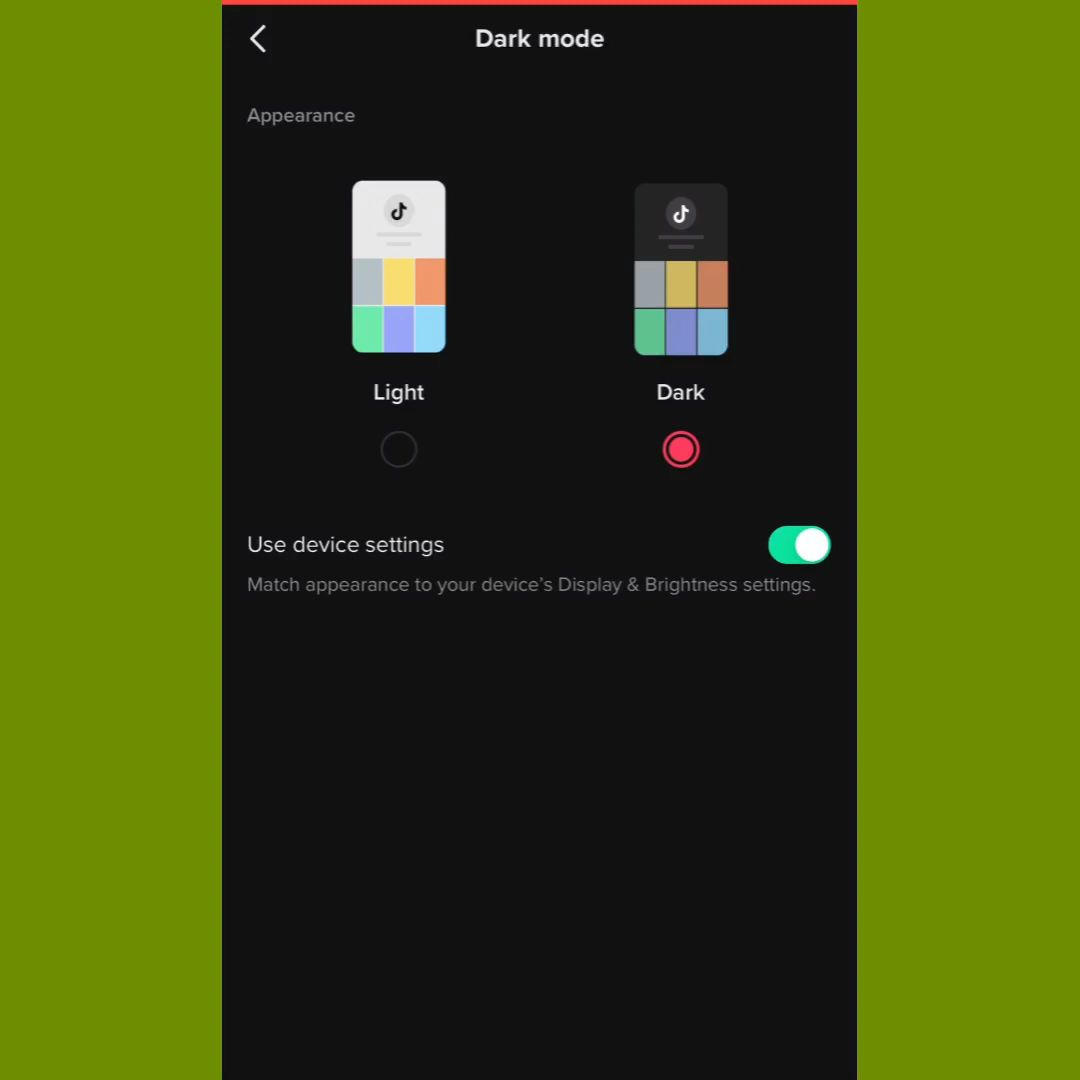 Dark mode
Appearance
Light
Dark
Use device settings
Match appearance to your device’s Display & Brightness settings.